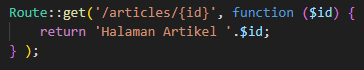 Route::get('/articles/{id}', function ($id) {
    return 'Halaman Artikel '.$id;
} );